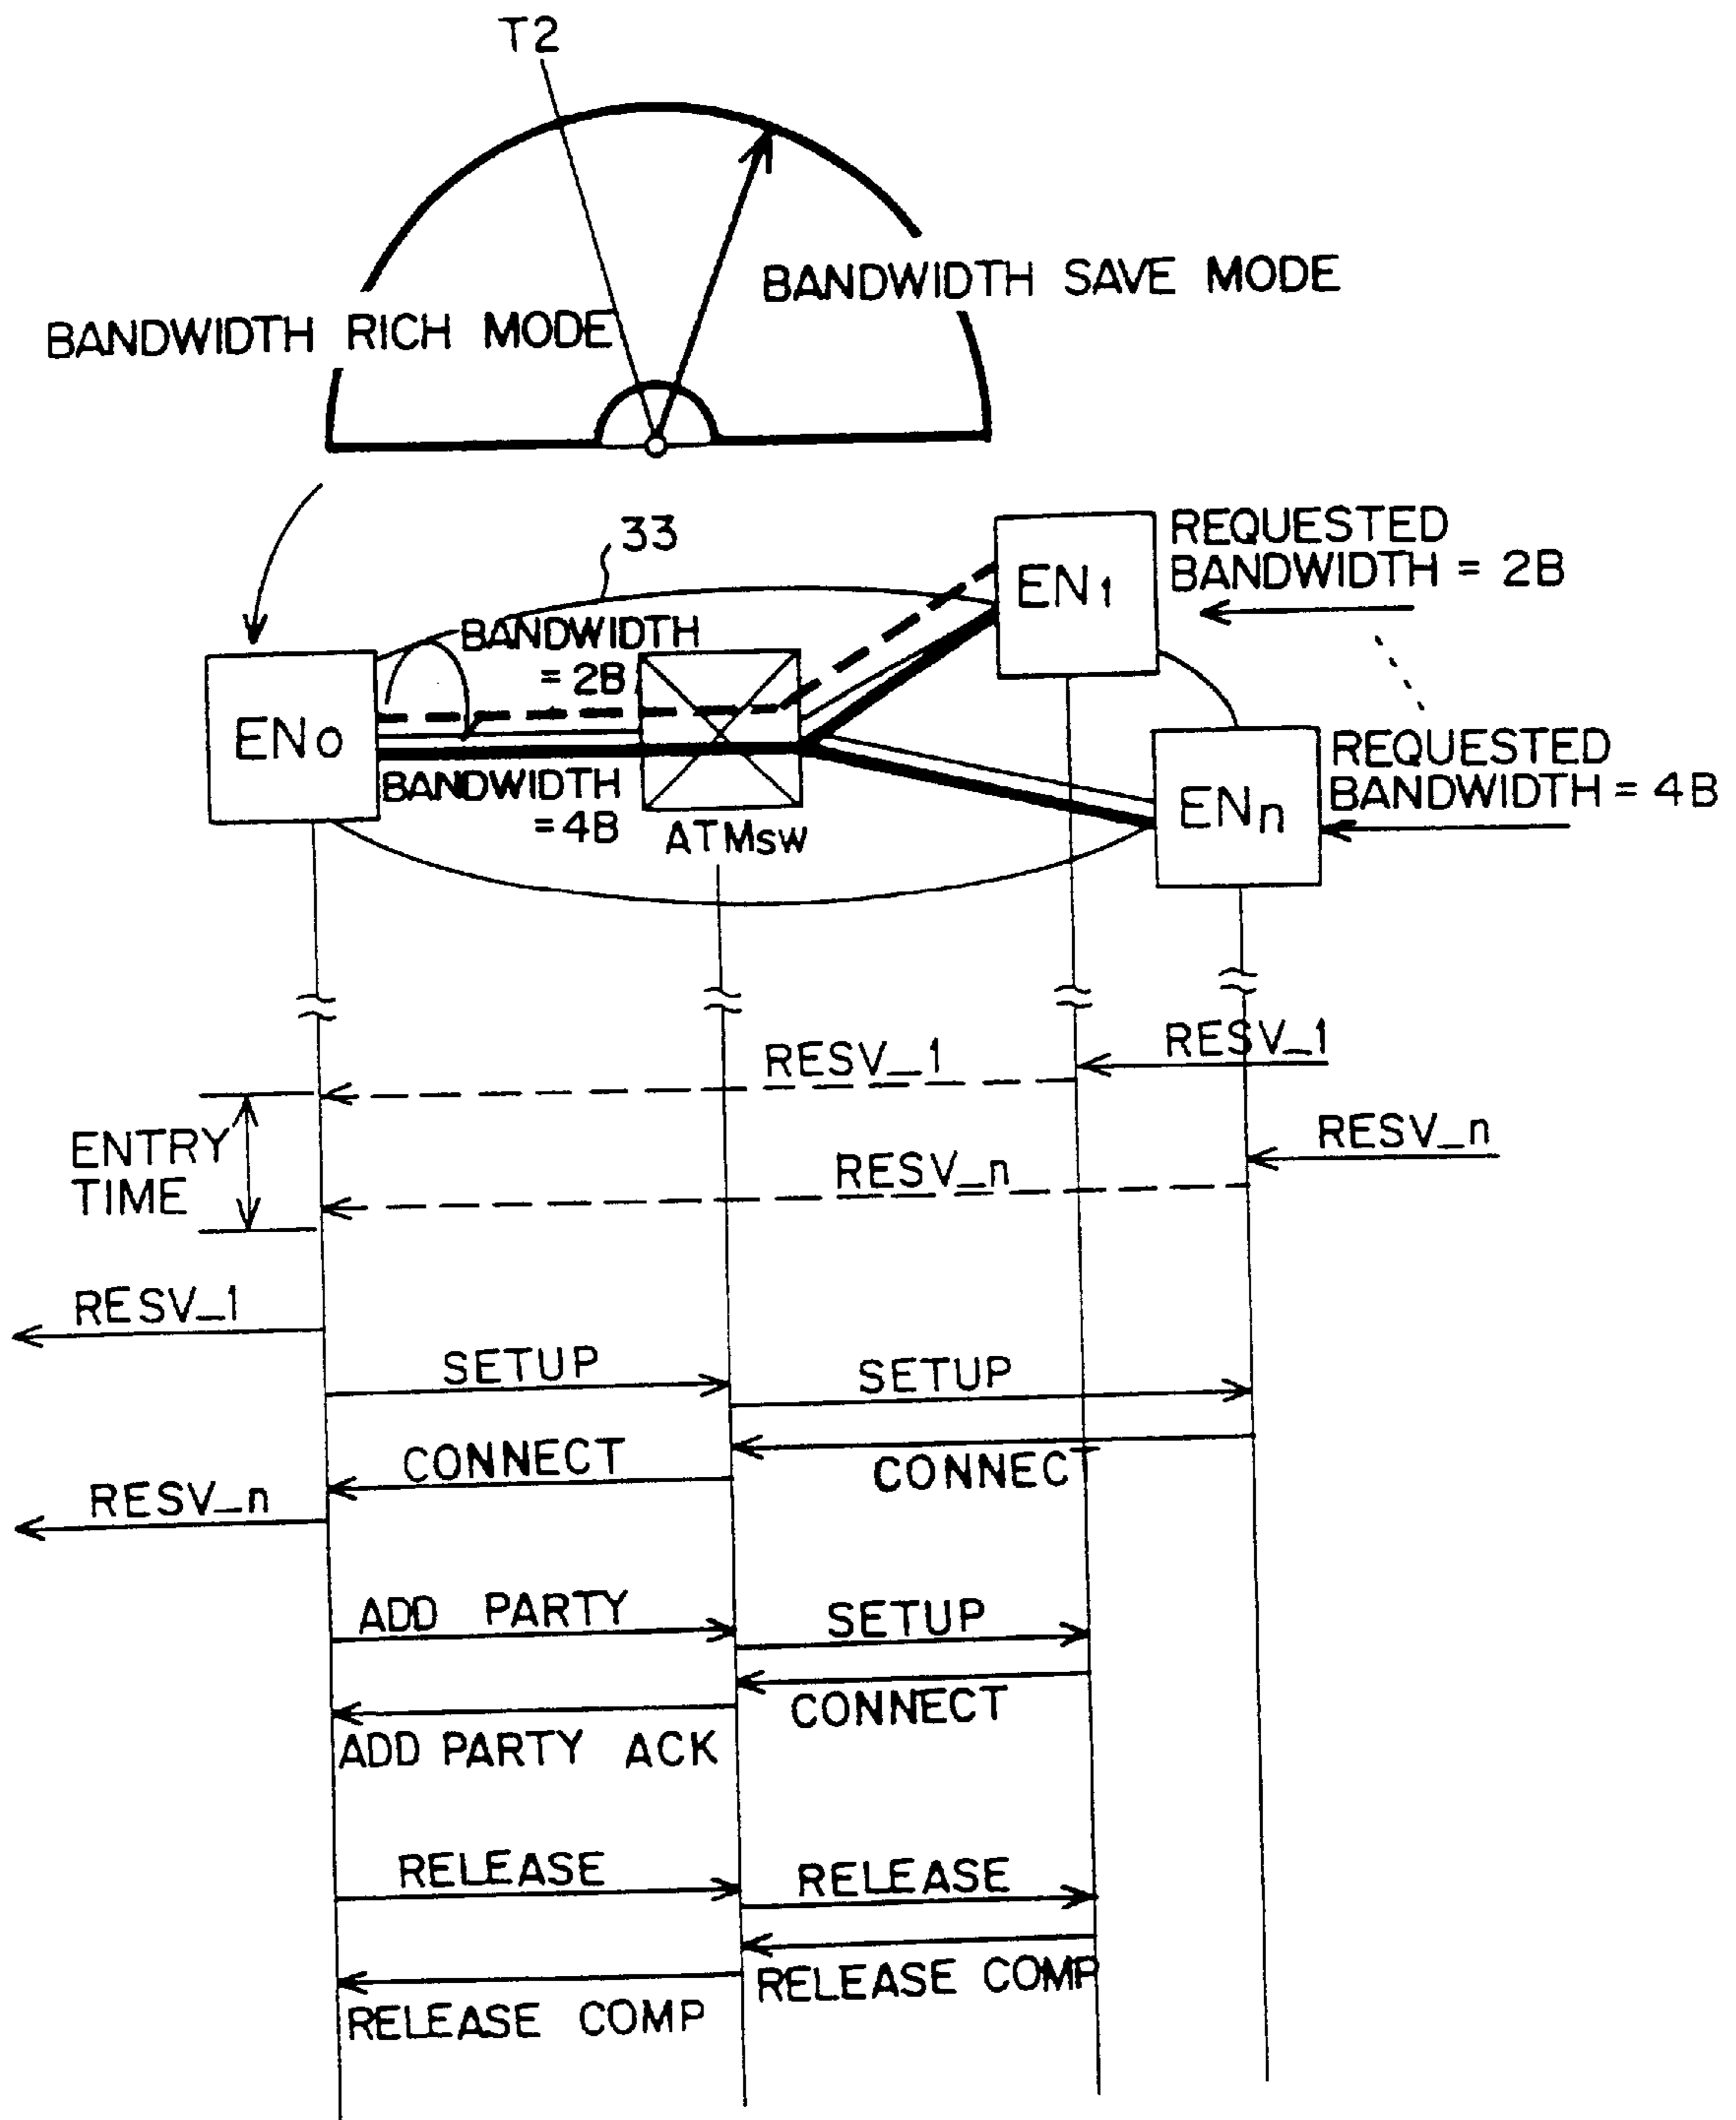 T2
BANDWIDTH SAVE MODE
BANDWIDTH RICH MODE
33
REQUESTED
BANDWIDTH = 2B
EN1
BANDWIDTH
=2B
EN0
REQUESTED
BANDWIDTH = 4B
ENn
BANDWIDTH
=4B
ATMSW
RESV_1
RESV_1
ENTRY
TIME
RESV_n
RESV_n
RESV_1
SETUP
SETUP
CONNECT
CONNECT
RESV_n
ADD PARTY
SETUP
CONNECT
ADD PARTY ACK
RELEASE
RELEASE
RELEASE COMP
RELEASE COMP